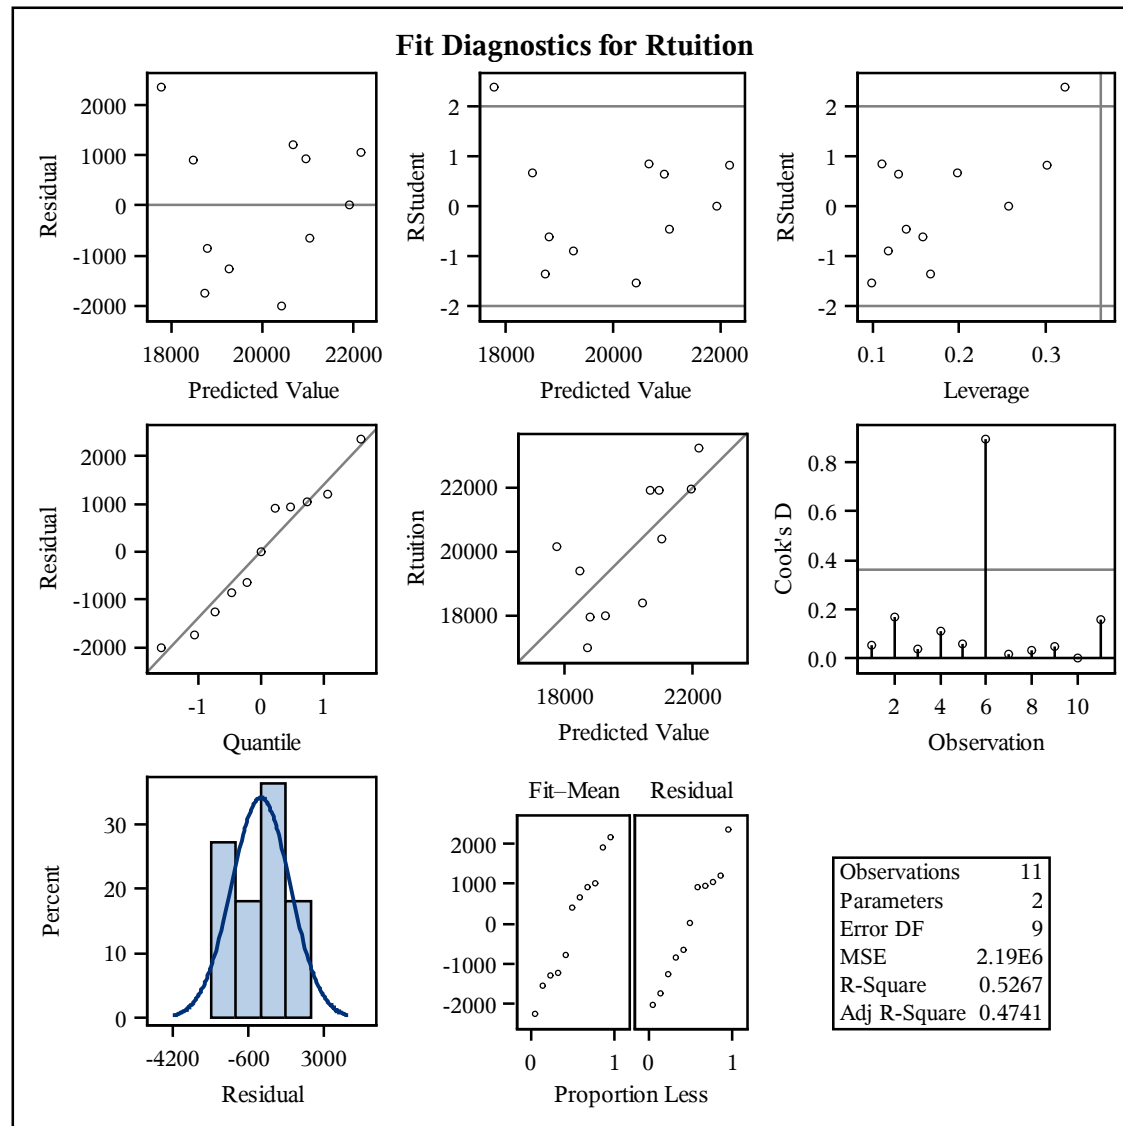 Fit Diagnostics for Rtuition
Residual
2000
1000
0
-1000
-2000
18000 20000 22000
Predicted Value
RStudent
2
1
0
-1
-2
18000 20000 22000
Predicted Value
RStudent
2
1
0
-1
-2
0.1 0.2 0.3
Leverage
Residual
2000
1000
0
-1000
-2000
-1 0 1
Quantile
Rtuition
22000
20000
18000
18000 22000
Predicted Value
Cook's D
0.8
0.6
0.4
0.2
0.0
2 4 6 8 10
Observation
Percent
30
20
10
0
-4200 -600 3000
Residual
Fit–Mean Residual
2000
1000
0
-1000
-2000
0 1 0 1
Proportion Less
Observations 11
Parameters 2
Error DF 9
MSE 2.19E6
R-Square 0.5267
Adj R-Square 0.4741